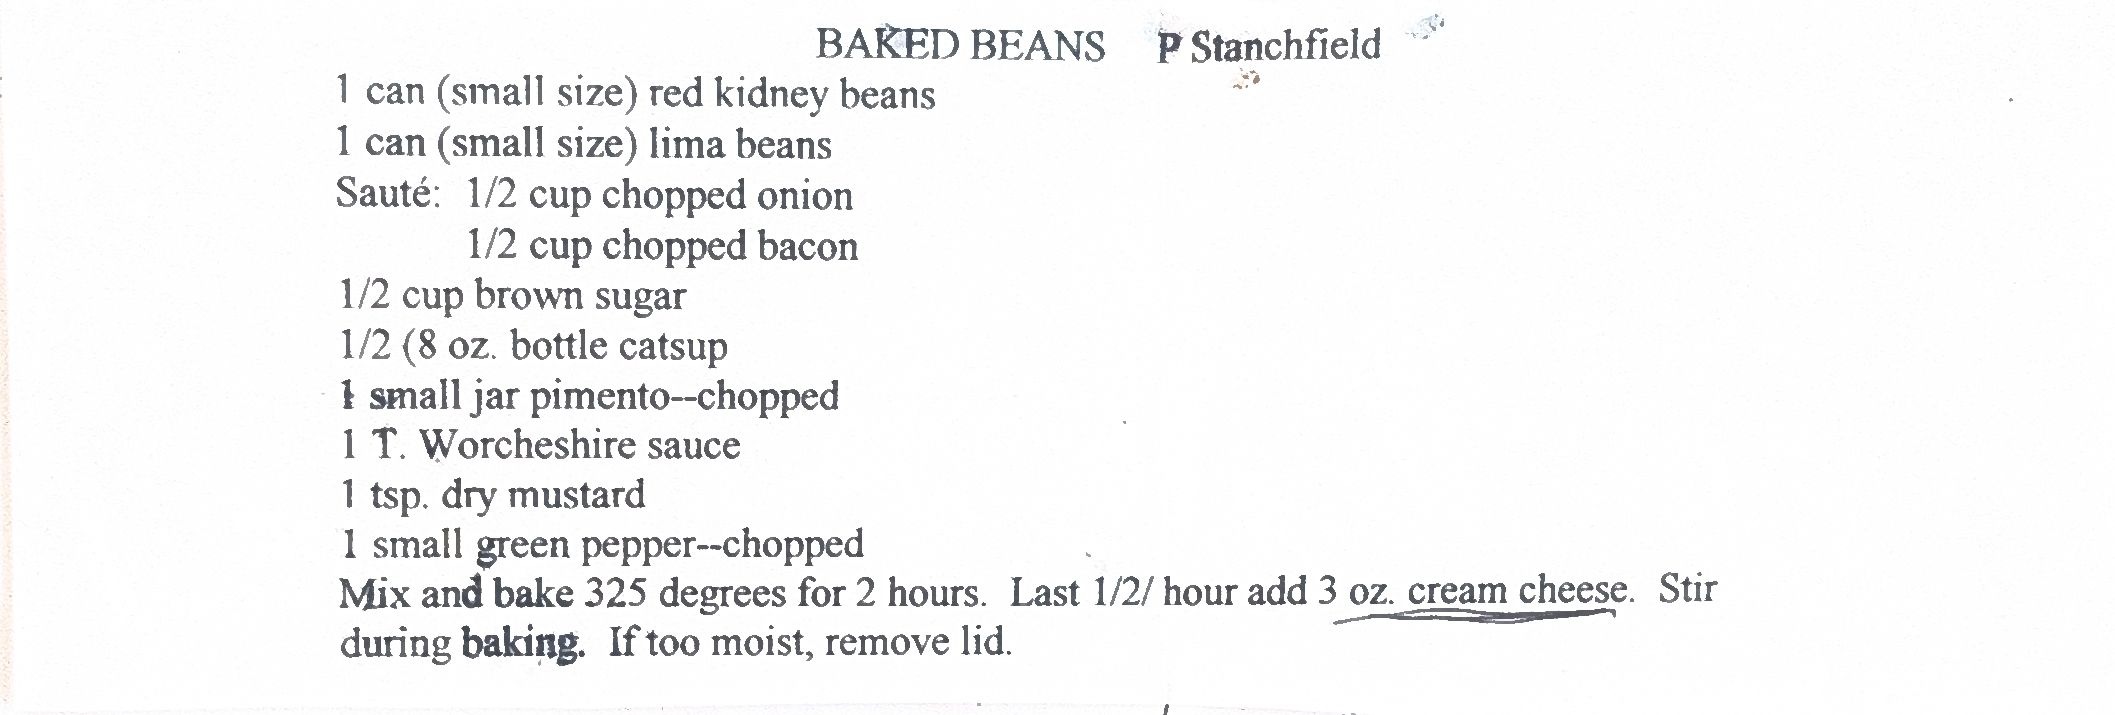 BAKED BEANS P Stanchfield
1 can (small size) red kidney beans
1 can (small size) lima beans
Sauté: 1/2 cup chopped onion
1/2 cup chopped bacon
1/2 cup brown sugar
1/2 (8 oz. bottle catsup
1 small jar pimento--chopped
1 T. Worcheshire sauce
1 tsp. dry mustard
1 small green pepper--chopped
Mix and bake 325 degrees for 2 hours. Last 1/2/ hour add 3 oz. cream cheese. Stir
during baking. If too moist, remove lid.